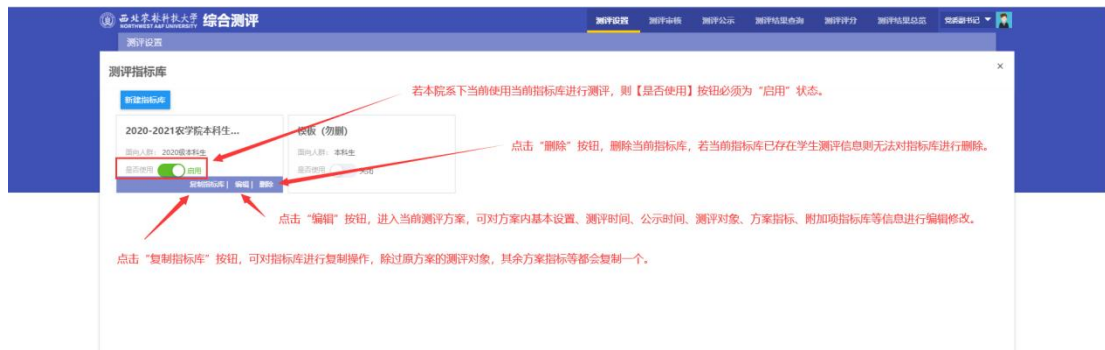 西北农林科技大学 综合测评
NORTHWEST A&F UNIVERSITY
测评设置 测评审核 测评公示 测评结果查询 测评评分 测评结果总览 党委副书记
测评设置
测评指标库 ×
新建指标库
若本院系下当前使用当前指标库进行测评，则【是否使用】按钮必须为“启用”状态。
2020-2021农学院本科生...
模板（勿删）
面向人群： 2020级本科生
面向人群： 本科生
点击“删除”按钮，删除当前指标库，若当前指标库已存在学生测评信息则无法对指标库进行删除。
是否使用 启用
是否使用 关闭
复制指标库| 编辑| 删除
点击“编辑”按钮，进入当前测评方案，可对方案内基本设置、测评时间、公示时间、测评对象、方案指标、附加项指标库等信息进行编辑修改。
点击“复制指标库”按钮，可对指标库进行复制操作，除过原方案的测评对象，其余方案指标等都会复制一个。